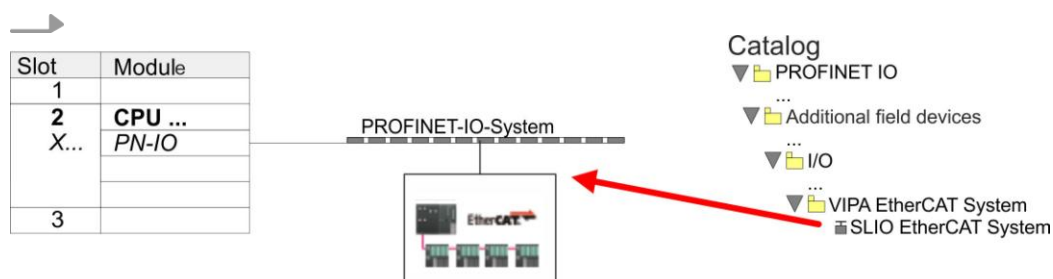 Slot Module
1
2 CPU ...
X... PN-IO
3
PROFINET-IO-System
EtherCAT
Catalog
PROFINET IO
...
Additional field devices
...
I/O
...
VIPA EtherCAT System
SLIO EtherCAT System